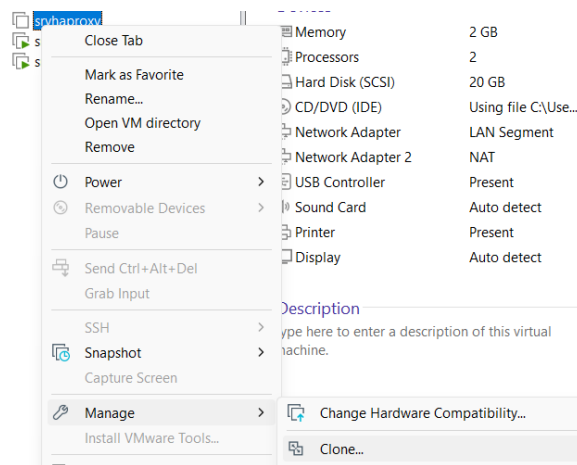 srvhaproxy
s
s
Close Tab
Mark as Favorite
Rename...
Open VM directory
Remove
Power
Removable Devices
Pause
Send Ctrl+Alt+Del
Grab Input
SSH
Snapshot
Capture Screen
Manage
Install VMware Tools...
Change Hardware Compatibility...
Clone...
Memory 2 GB
Processors 2
Hard Disk (SCSI) 20 GB
CD/DVD (IDE) Using file C:\Use...
Network Adapter LAN Segment
Network Adapter 2 NAT
USB Controller Present
Sound Card Auto detect
Printer Present
Display Auto detect
Description
ype here to enter a description of this virtual
nachine.